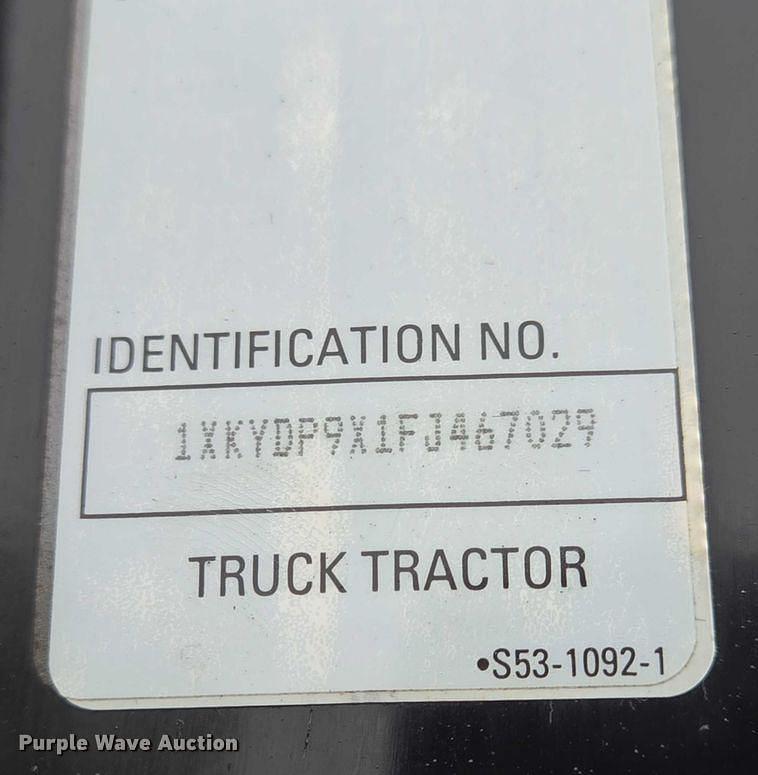 IDENTIFICATION NO.
1XKYDP9X1FJ467029
TRUCK TRACTOR
•S53-1092-1
Purple Wave Auction